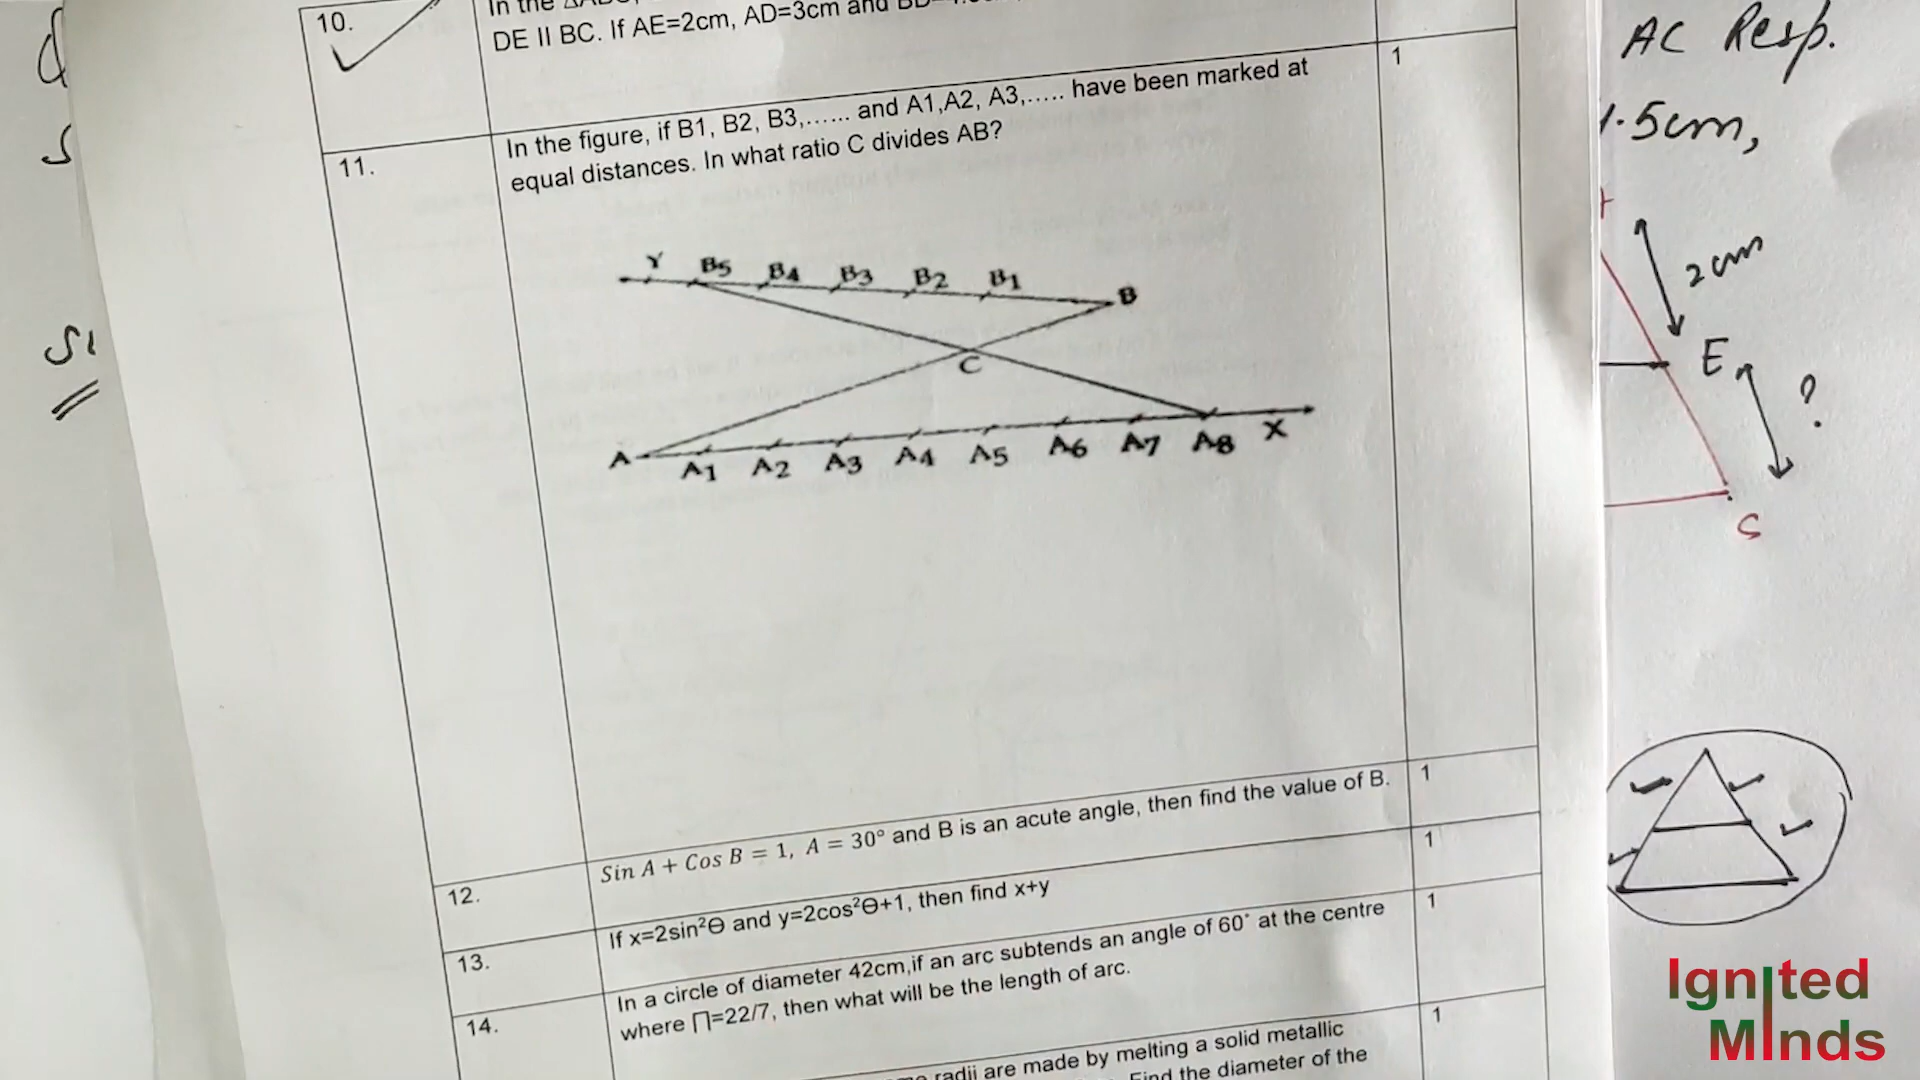 10.
DE II BC. If AE=2cm, AD=3cm and
1
11.
In the figure, if B1, B2, B3,...... and A1,A2, A3,..... have been marked at
equal distances. In what ratio C divides AB?
Y B5 B4 B3 B2 B1 B
C
A A1 A2 A3 A4 A5 A6 A7 A8 X
12.
Sin A + Cos B = 1, A = 30° and B is an acute angle, then find the value of B.
1
13.
If x=2sin²Θ and y=2cos²Θ+1, then find x+y
1
14.
In a circle of diameter 42cm,if an arc subtends an angle of 60˚ at the centre
where ∏=22/7, then what will be the length of arc.
1
radii are made by melting a solid metallic
Find the diameter of the
1
AC Resp.
1.5cm,
2cm
E
?
Ignited
Minds